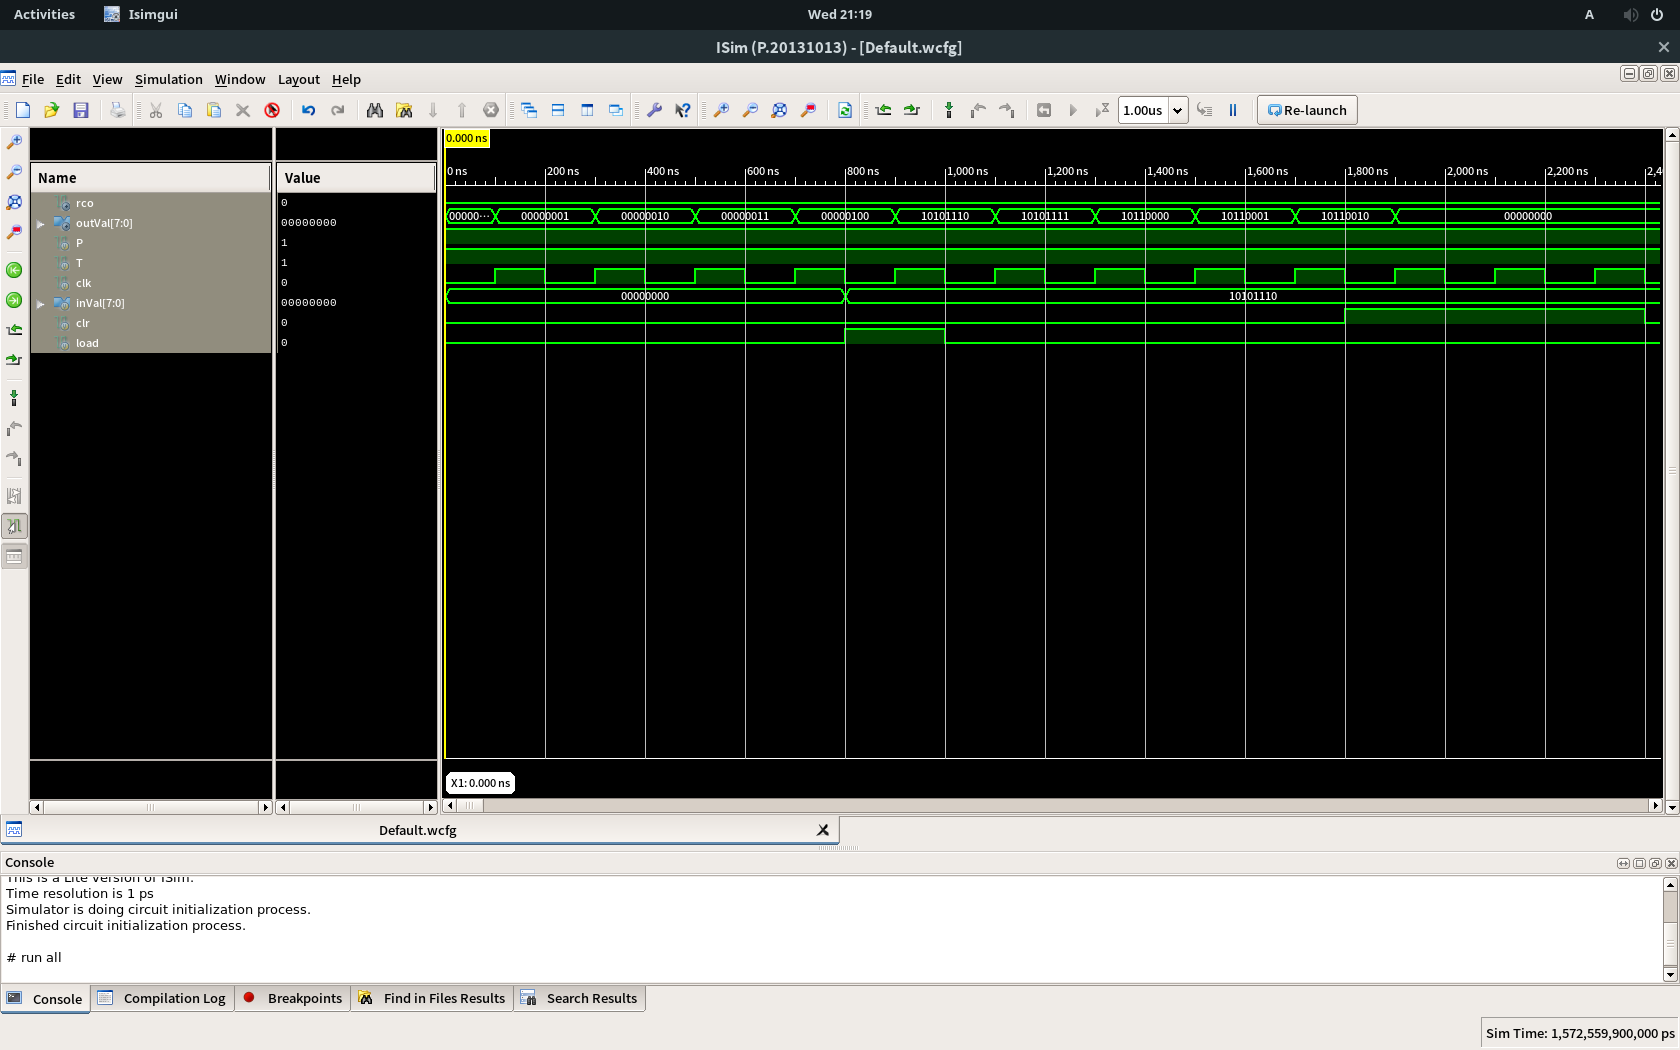 Activities Isimgui Wed 21:19 A
ISim (P.20131013) - [Default.wcfg]
File Edit View Simulation Window Layout Help
1.00us Re-launch
0.000 ns
Name Value 0 ns 200 ns 400 ns 600 ns 800 ns 1,000 ns 1,200 ns 1,400 ns 1,600 ns 1,800 ns 2,000 ns 2,200 ns 2,40
rco 0
outVal[7:0] 00000000 00000… 00000001 00000010 00000011 00000100 10101110 10101111 10110000 10110001 10110010 00000000
P 1
T 1
clk 0
inVal[7:0] 00000000 00000000 10101110
clr 0
load 0
X1: 0.000 ns
Default.wcfg
Console
This is a Lite version of ISim.
Time resolution is 1 ps
Simulator is doing circuit initialization process.
Finished circuit initialization process.
# run all
Console Compilation Log Breakpoints Find in Files Results Search Results
Sim Time: 1,572,559,900,000 ps